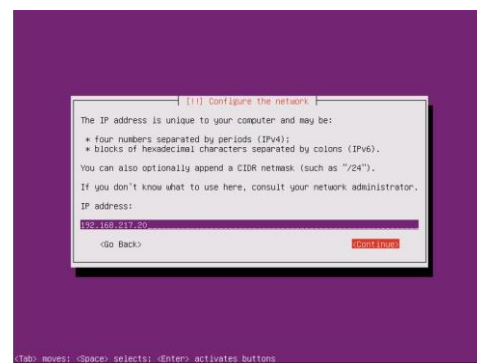 [!!] Configure the network
The IP address is unique to your computer and may be:
* four numbers separated by periods (IPv4);
* blocks of hexadecimal characters separated by colons (IPv6).
You can also optionally append a CIDR netmask (such as "/24").
If you don't know what to use here, consult your network administrator.
IP address:
192.168.217.20
<Go Back> <Continue>
<Tab> moves; <Space> selects; <Enter> activates buttons